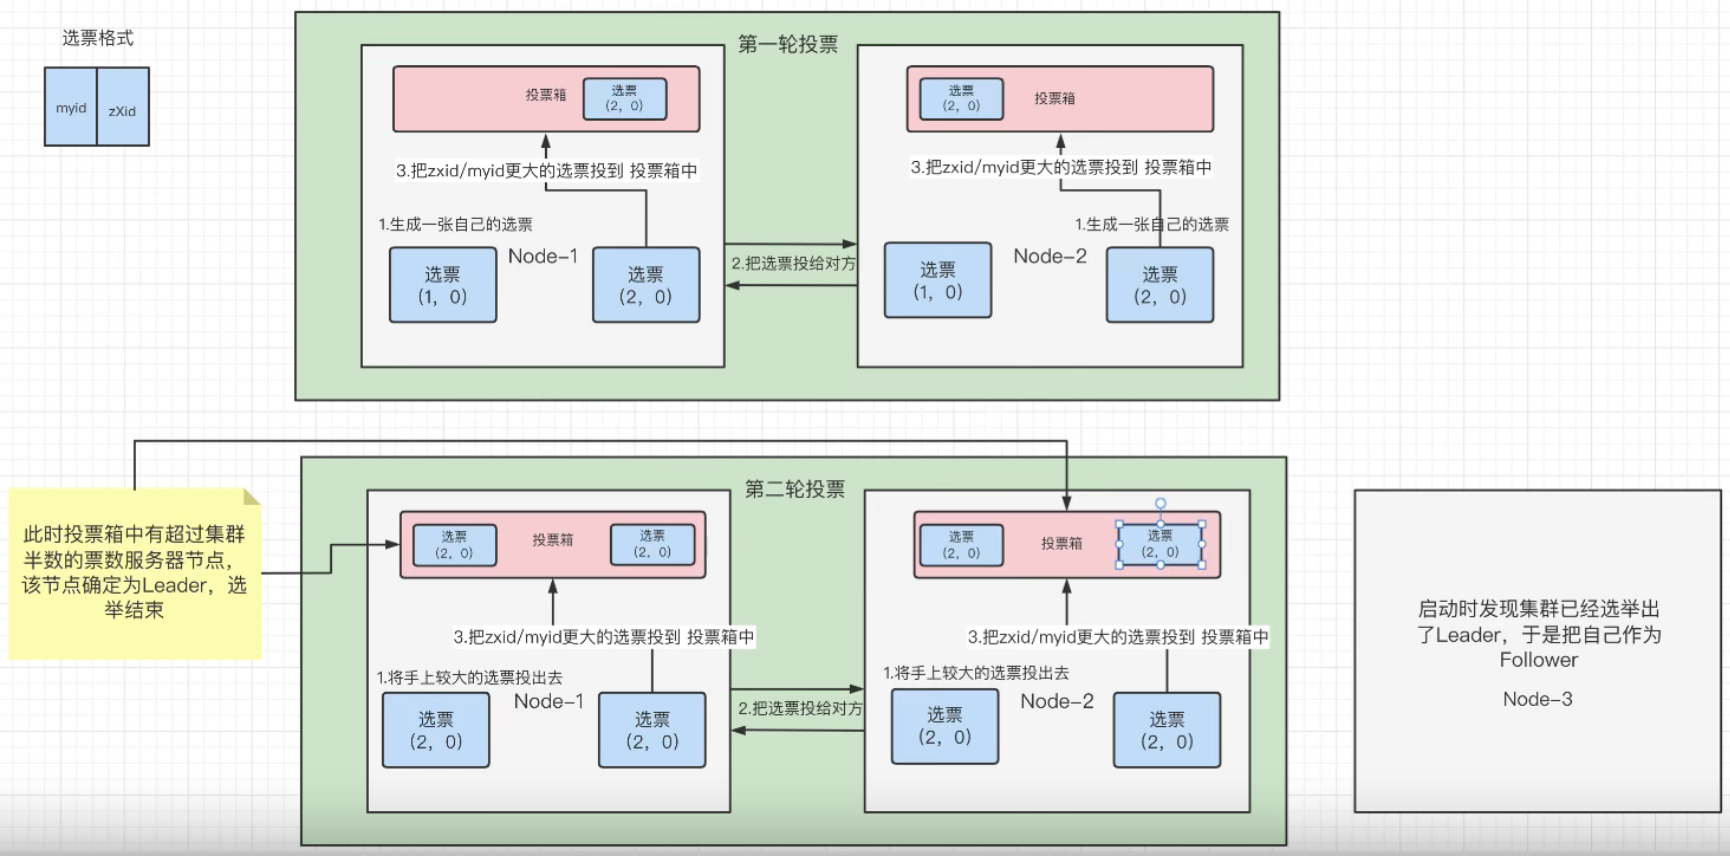 选票格式
myid
zXid
第一轮投票
投票箱
选票
(2，0)
3.把zxid/myid更大的选票投到 投票箱中
1.生成一张自己的选票
Node-1
选票
(1，0)
选票
(2，0)
2.把选票投给对方
选票
(2，0)
投票箱
3.把zxid/myid更大的选票投到 投票箱中
1.生成一张自己的选票
Node-2
选票
(1，0)
选票
(2，0)
此时投票箱中有超过集群
半数的票数服务器节点，
该节点确定为Leader，选
举结束
第二轮投票
选票
(2，0)
投票箱
选票
(2，0)
3.把zxid/myid更大的选票投到 投票箱中
1.将手上较大的选票投出去
Node-1
选票
(2，0)
选票
(2，0)
2.把选票投给对方
选票
(2，0)
投票箱
选票
(2，0)
3.把zxid/myid更大的选票投到 投票箱中
1.将手上较大的选票投出去
Node-2
选票
(2，0)
选票
(2，0)
启动时发现集群已经选举出
了Leader，于是把自己作为
Follower
Node-3